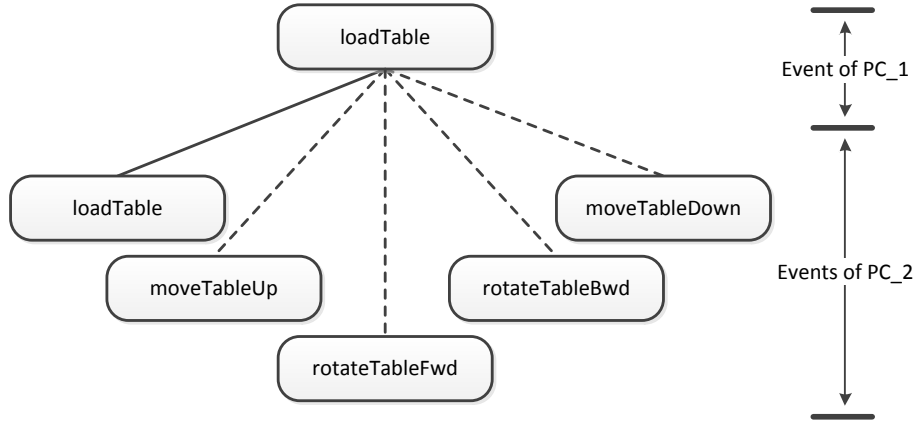 loadTable
Event of PC_1
loadTable
moveTableDown
moveTableUp
rotateTableBwd
Events of PC_2
rotateTableFwd